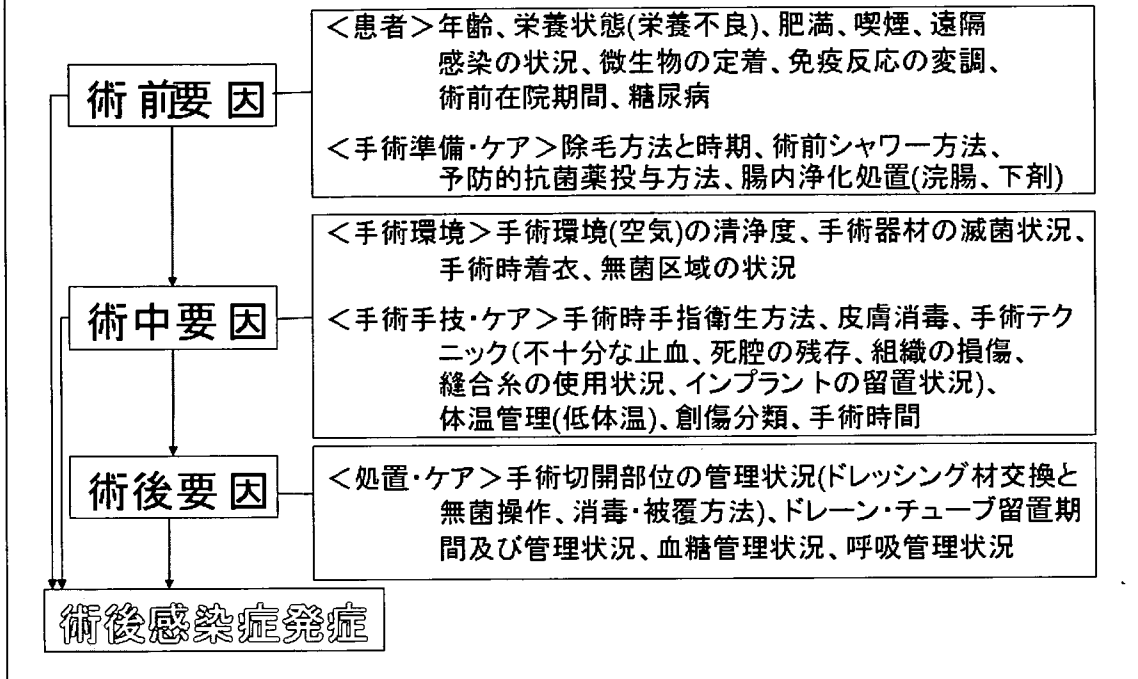 <患者>年齢、栄養状態(栄養不良)、肥満、喫煙、遠隔
感染の状況、微生物の定着、免疫反応の変調、
術前在院期間、糖尿病
術前要因
<手術準備・ケア>除毛方法と時期、術前シャワー方法、
予防的抗菌薬投与方法、腸内浄化処置(浣腸、下剤)
<手術環境>手術環境(空気)の清浄度、手術器材の滅菌状況、
手術時着衣、無菌区域の状況
術中要因
<手術手技・ケア>手術時手指衛生方法、皮膚消毒、手術テク
ニック(不十分な止血、死腔の残存、組織の損傷、
縫合糸の使用状況、インプラントの留置状況)、
体温管理(低体温)、創傷分類、手術時間
術後要因
<処置・ケア>手術切開部位の管理状況(ドレッシング材交換と
無菌操作、消毒・被覆方法)、ドレーン・チューブ留置期
間及び管理状況、血糖管理状況、呼吸管理状況
術後感染症発症